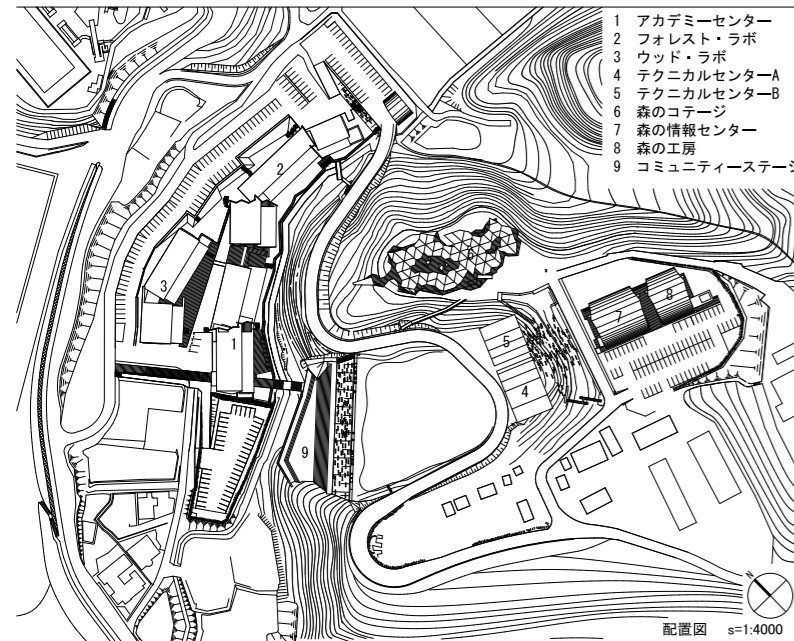 1 アカデミーセンター
2 フォレスト・ラボ
3 ウッド・ラボ
4 テクニカルセンターA
5 テクニカルセンターB
6 森のコテージ
7 森の情報センター
8 森の工房
9 コミュニティーステージ
2
6
3
8
7
1
5
4
9
N
配置図 s=1:4000